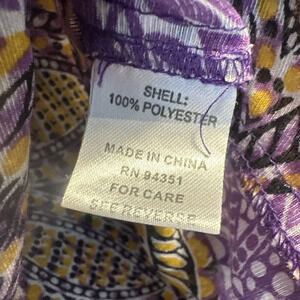 SHELL:
100% POLYESTER
MADE IN CHINA
RN 94351
FOR CARE
SEE REVERSE